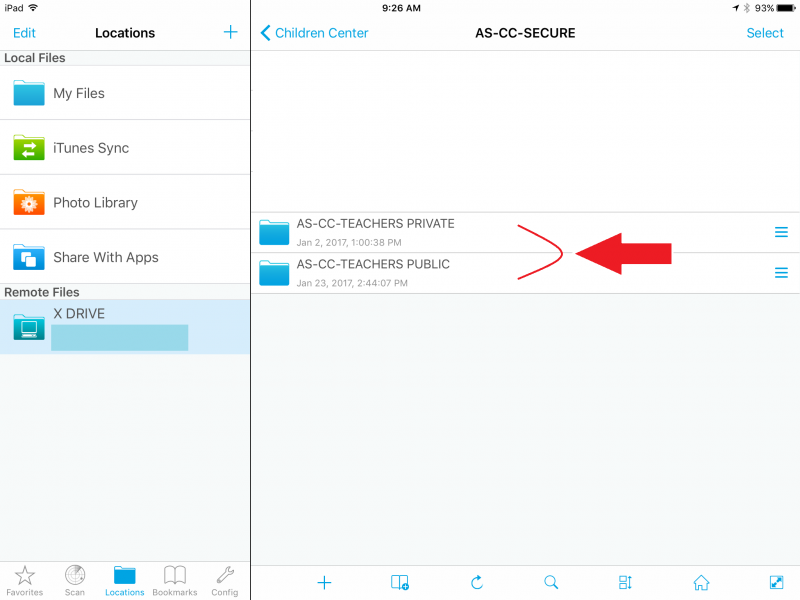 iPad
9:26 AM
93%
Edit
Locations
Children Center
AS-CC-SECURE
Select
Local Files
My Files
iTunes Sync
Photo Library
Share With Apps
Remote Files
X DRIVE
AS-CC-TEACHERS PRIVATE
Jan 2, 2017, 1:00:38 PM
AS-CC-TEACHERS PUBLIC
Jan 23, 2017, 2:44:07 PM
Favorites
Scan
Locations
Bookmarks
Config